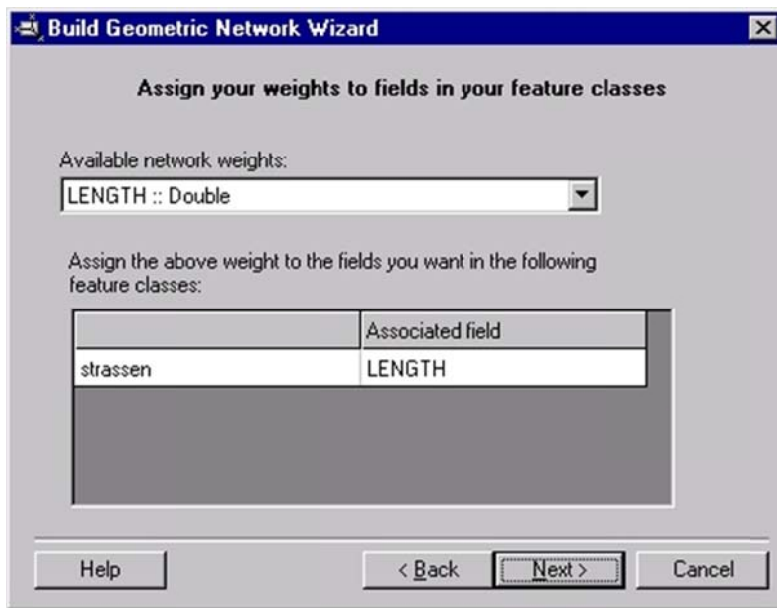 Build Geometric Network Wizard
Assign your weights to fields in your feature classes
Available network weights:
LENGTH :: Double
Assign the above weight to the fields you want in the following
feature classes:
Associated field
strassen LENGTH
Help < Back Next > Cancel